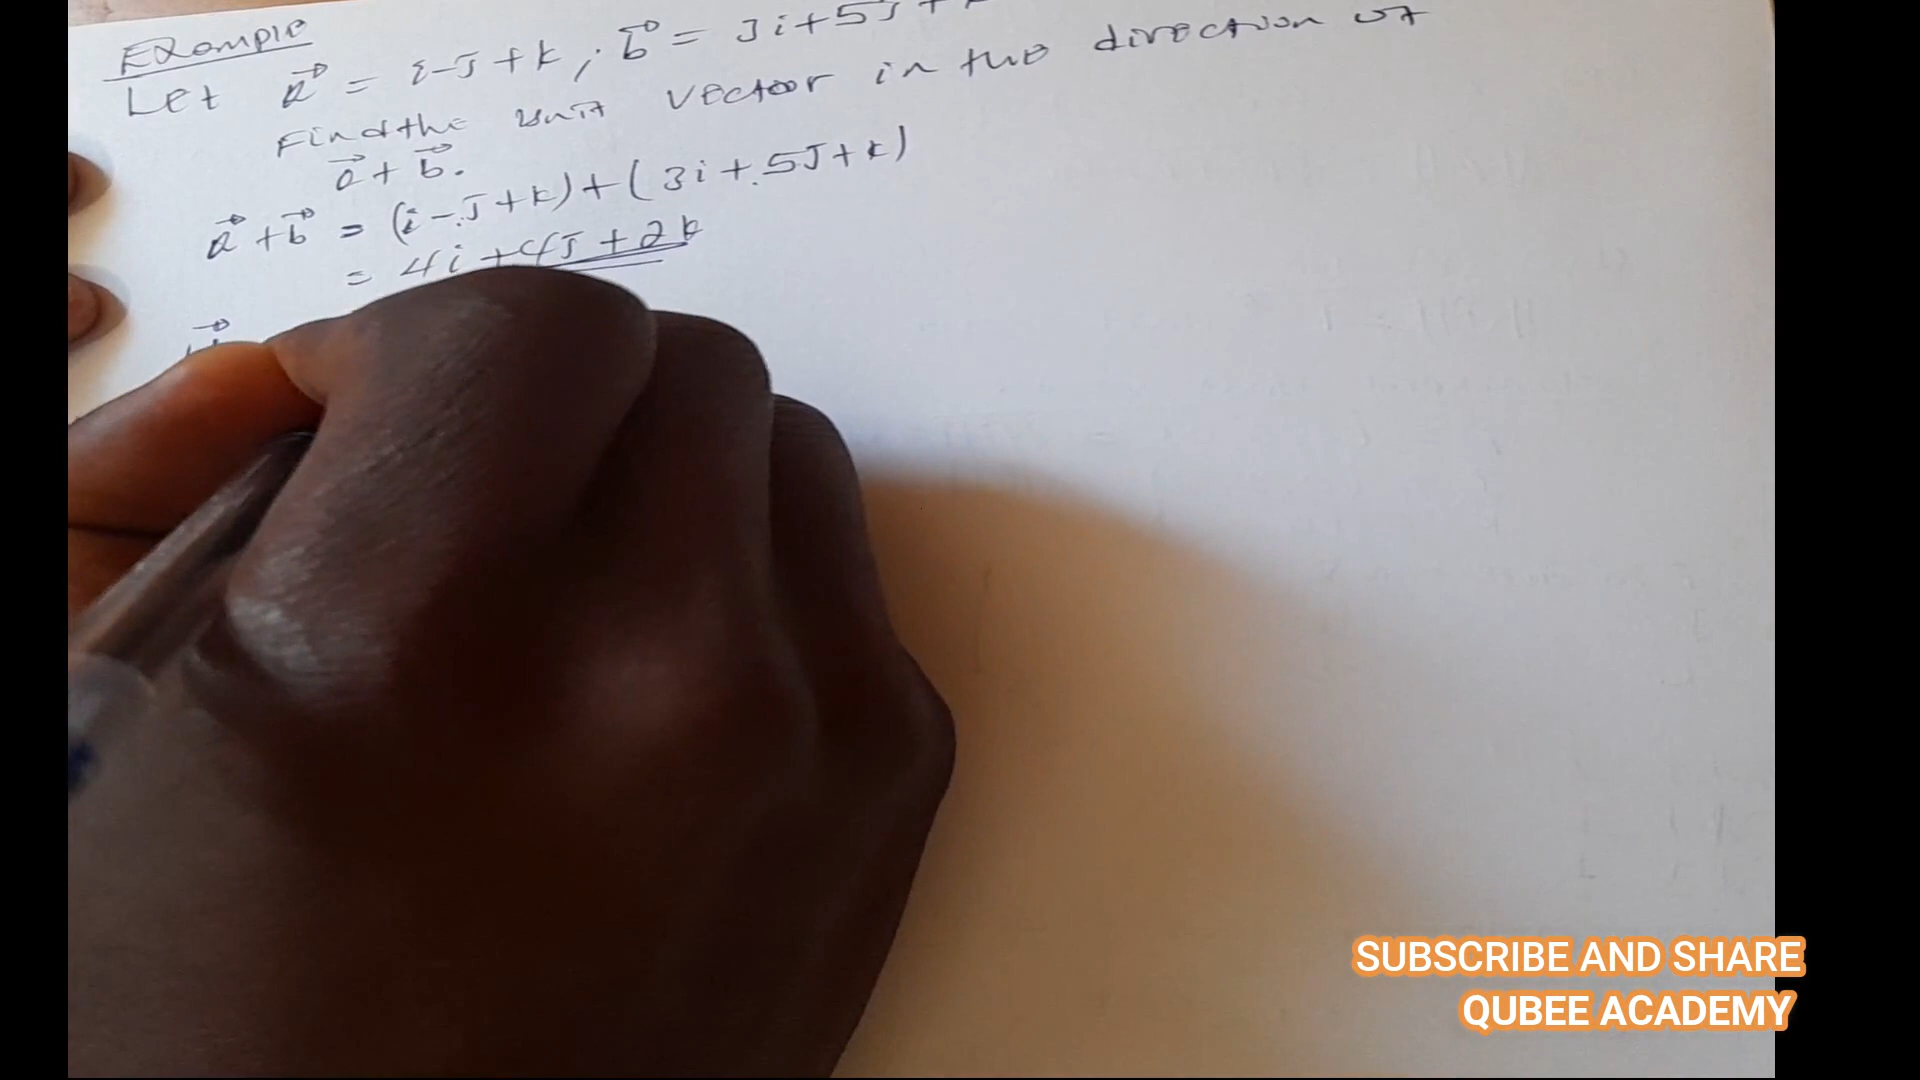 Example
Let a⃗ = i-J+k, b⃗ = 3i+5J+
Find the unit vector in the direction of
a⃗ + b⃗.
a⃗ + b⃗ = (i-J+k)+(3i+5J+k)
= 4i+4J+2k
SUBSCRIBE AND SHARE
QUBEE ACADEMY